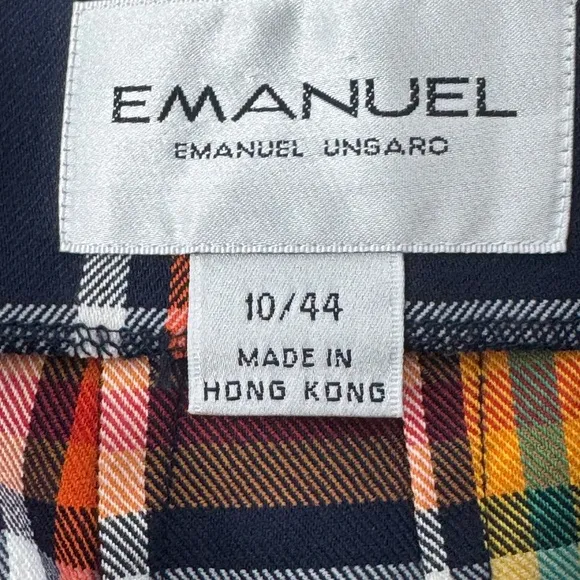 EMANUEL
EMANUEL UNGARO
10/44
MADE IN
HONG KONG